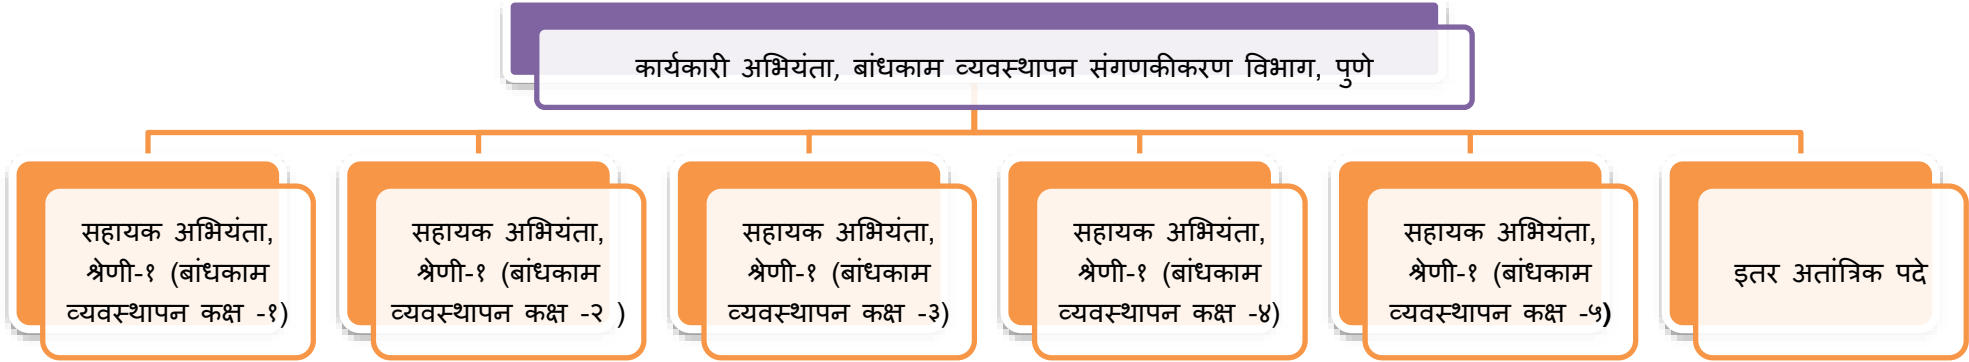 कार्यकारी अभियंता, बांधकाम व्यवस्थापन संगणकीकरण विभाग, पुणे
सहायक अभियंता,
श्रेणी-१ (बांधकाम
व्यवस्थापन कक्ष -१)
सहायक अभियंता,
श्रेणी-१ (बांधकाम
व्यवस्थापन कक्ष -२ )
सहायक अभियंता,
श्रेणी-१ (बांधकाम
व्यवस्थापन कक्ष -३)
सहायक अभियंता,
श्रेणी-१ (बांधकाम
व्यवस्थापन कक्ष -४)
सहायक अभियंता,
श्रेणी-१ (बांधकाम
व्यवस्थापन कक्ष -५)
इतर अतांत्रिक पदे